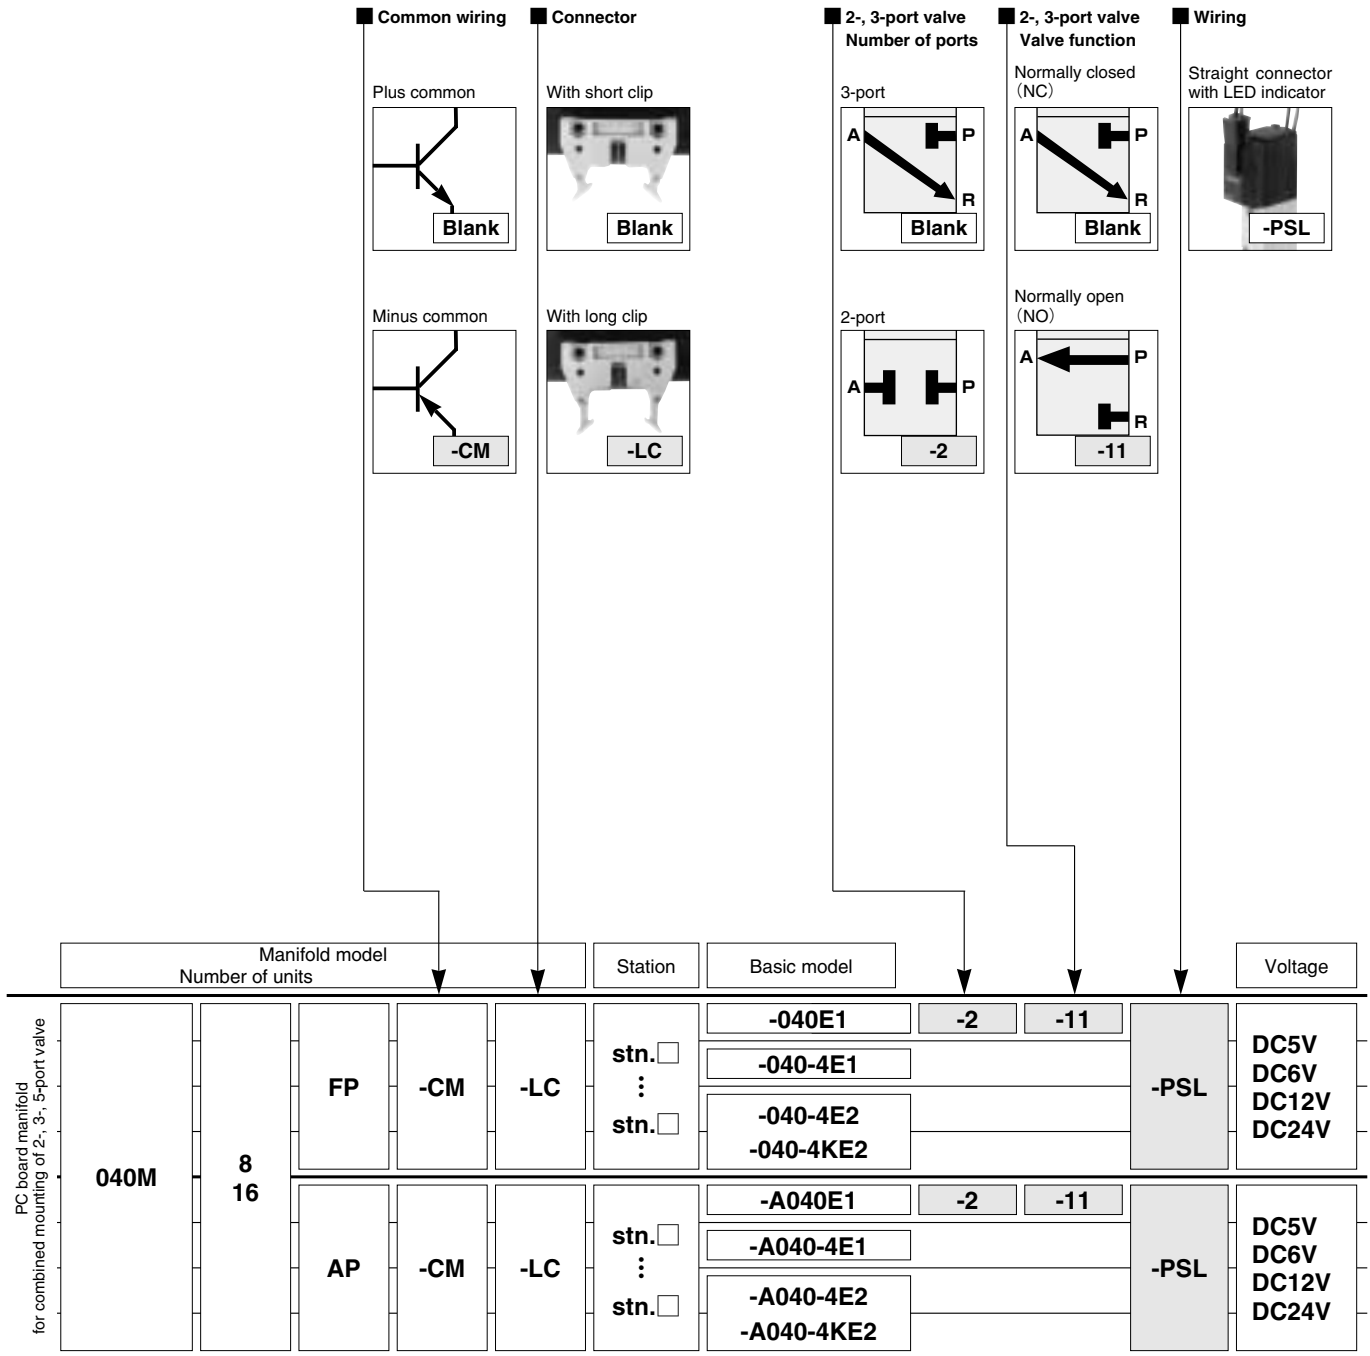 Common wiring
Connector
2-, 3-port valve
Number of ports
2-, 3-port valve
Valve function
Wiring
Plus common
Blank
With short clip
Blank
3-port
A
P
R
Blank
Normally closed
(NC)
A
P
R
Blank
Straight connector
with LED indicator
-PSL
Minus common
-CM
With long clip
-LC
2-port
A
P
-2
Normally open
(NO)
A
P
R
-11
Manifold model
Number of units
Station
Basic model
Voltage
PC board manifold
for combined mounting of 2-, 3-, 5-port valve
040M
8
16
FP
-CM
-LC
stn.□
⋮
stn.□
-040E1
-2
-11
-040-4E1
-040-4E2
-040-4KE2
-PSL
DC5V
DC6V
DC12V
DC24V
AP
-CM
-LC
stn.□
⋮
stn.□
-A040E1
-2
-11
-A040-4E1
-A040-4E2
-A040-4KE2
-PSL
DC5V
DC6V
DC12V
DC24V